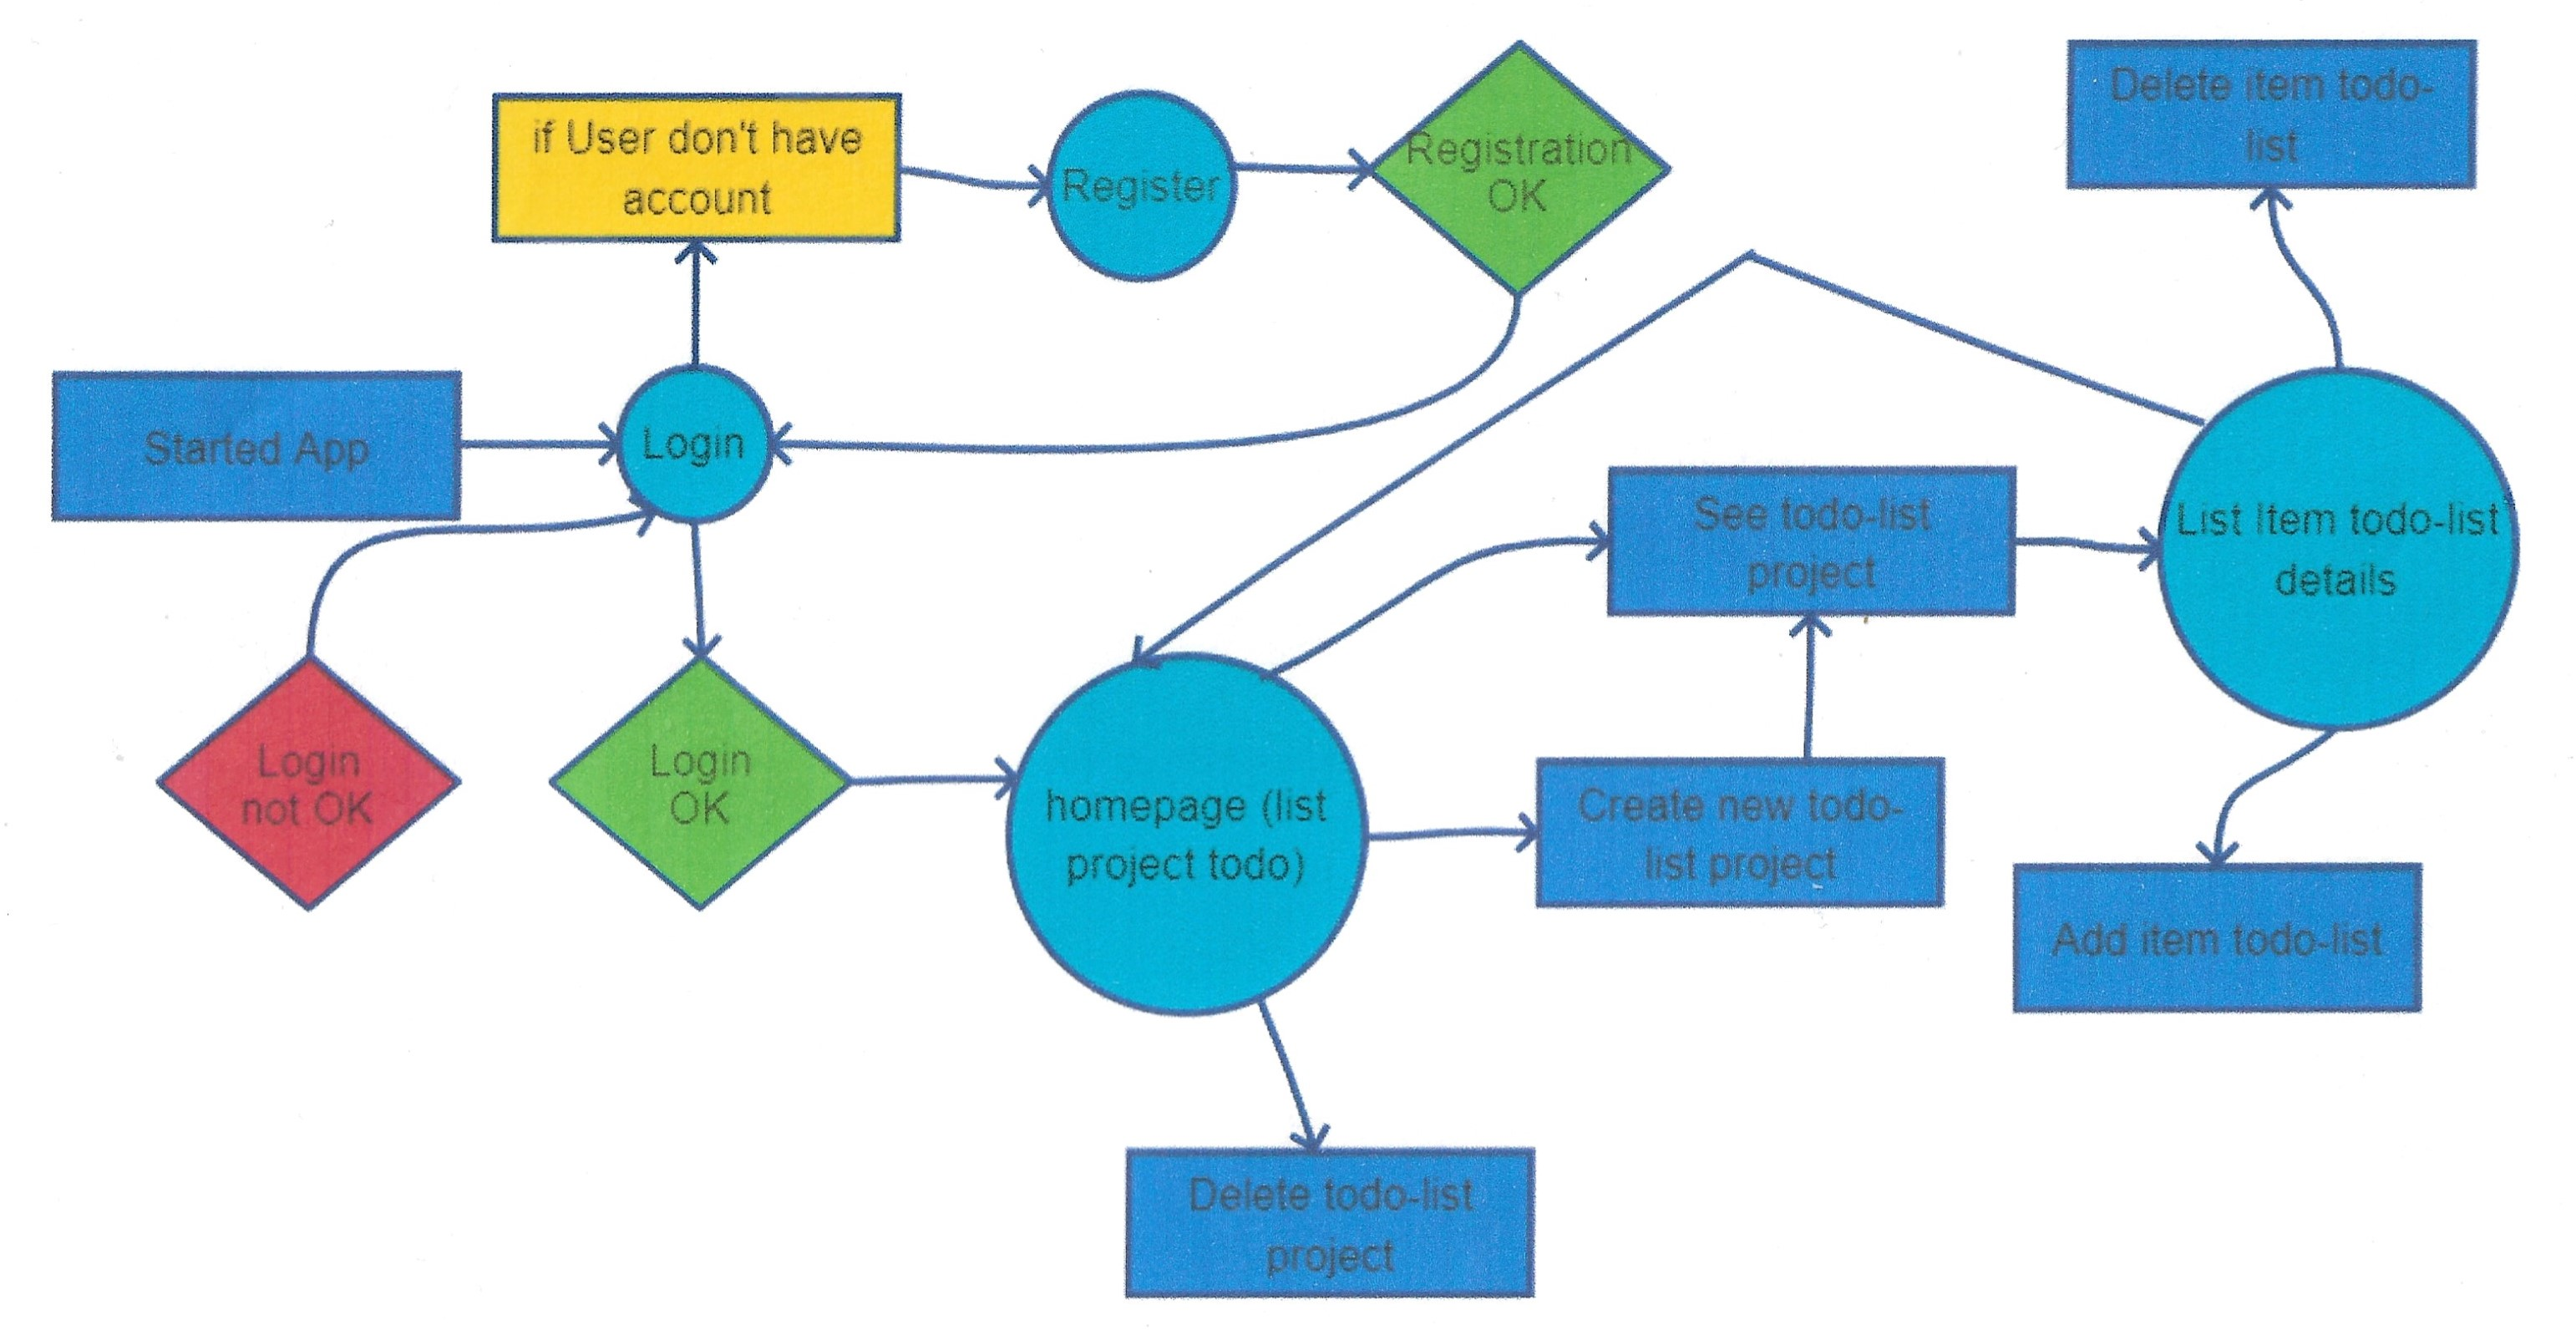 if User don't have
account
Register
Registration
OK
Delete item todo-
list
Started App
Login
See todo-list
project
List Item todo-list
details
Login
not OK
Login
OK
homepage (list
project todo)
Create new todo-
list project
Add item todo-list
Delete todo-list
project